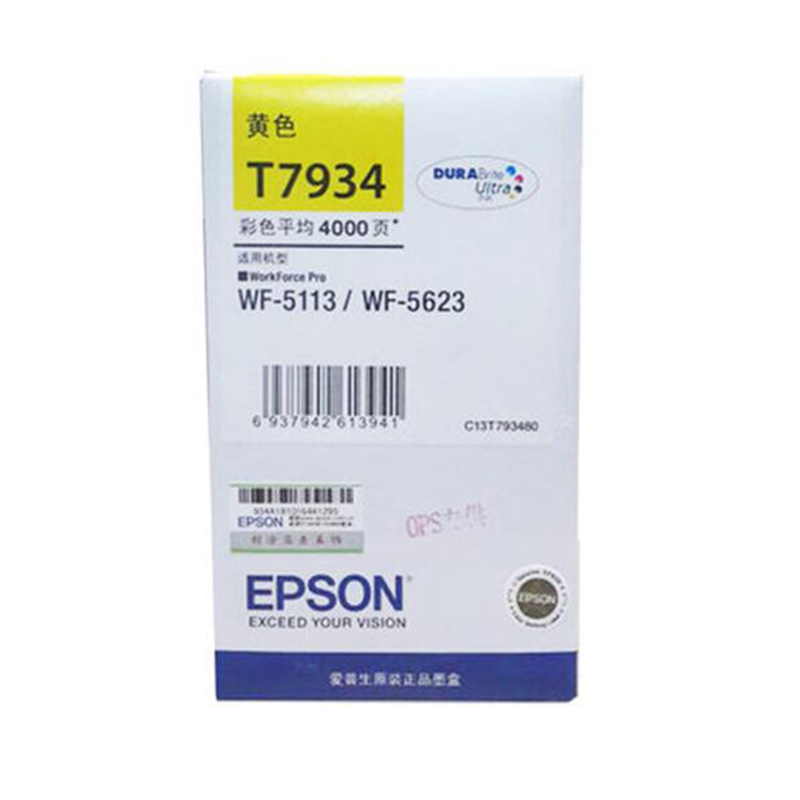 黄色
T7934
彩色平均 4000 页*
适用机型
WorkForce Pro
WF-5113 / WF-5623
DURABrite
Ultra
INK
6 937942 613941
C13T793480
EPSON
OPS
EPSON
EXCEED YOUR VISION
EPSON
爱普生原装正品墨盒